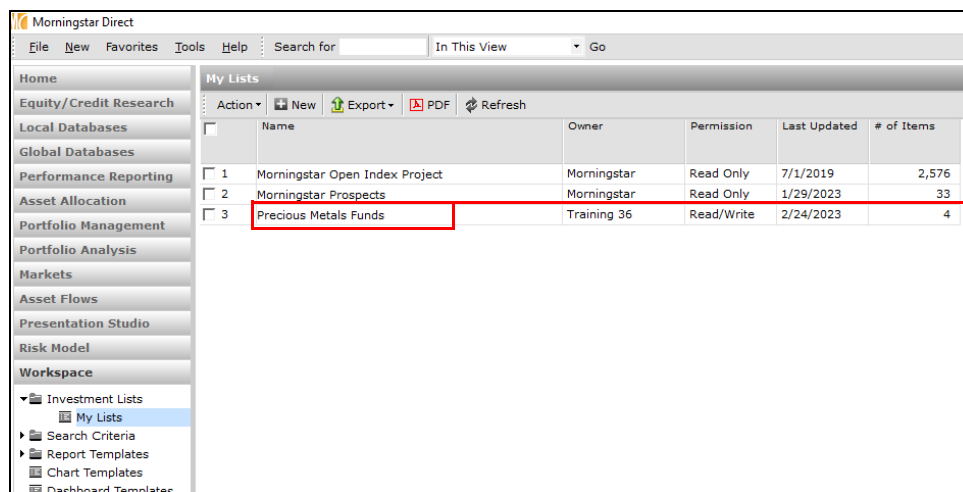 Morningstar Direct
File New Favorites Tools Help Search for In This View Go
Home
Equity/Credit Research
Local Databases
Global Databases
Performance Reporting
Asset Allocation
Portfolio Management
Portfolio Analysis
Markets
Asset Flows
Presentation Studio
Risk Model
Workspace
Investment Lists
My Lists
Search Criteria
Report Templates
Chart Templates
Dashboard Templates
My Lists
Action New Export PDF Refresh
Name Owner Permission Last Updated # of Items
1 Morningstar Open Index Project Morningstar Read Only 7/1/2019 2,576
2 Morningstar Prospects Morningstar Read Only 1/29/2023 33
3 Precious Metals Funds Training 36 Read/Write 2/24/2023 4